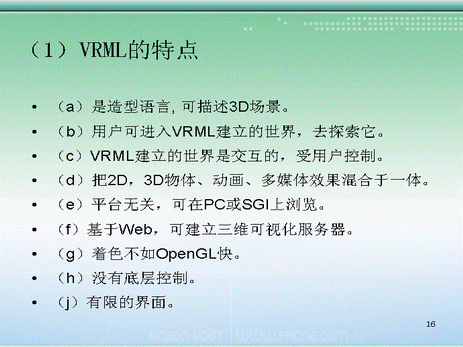 （1）VRML的特点
• （a）是造型语言, 可描述3D场景。
• （b）用户可进入VRML建立的世界，去探索它。
• （c）VRML建立的世界是交互的，受用户控制。
• （d）把2D，3D物体、动画、多媒体效果混合于一体。
• （e）平台无关，可在PC或SGI上浏览。
• （f）基于Web，可建立三维可视化服务器。
• （g）着色不如OpenGL快。
• （h）没有底层控制。
• （j）有限的界面。
16